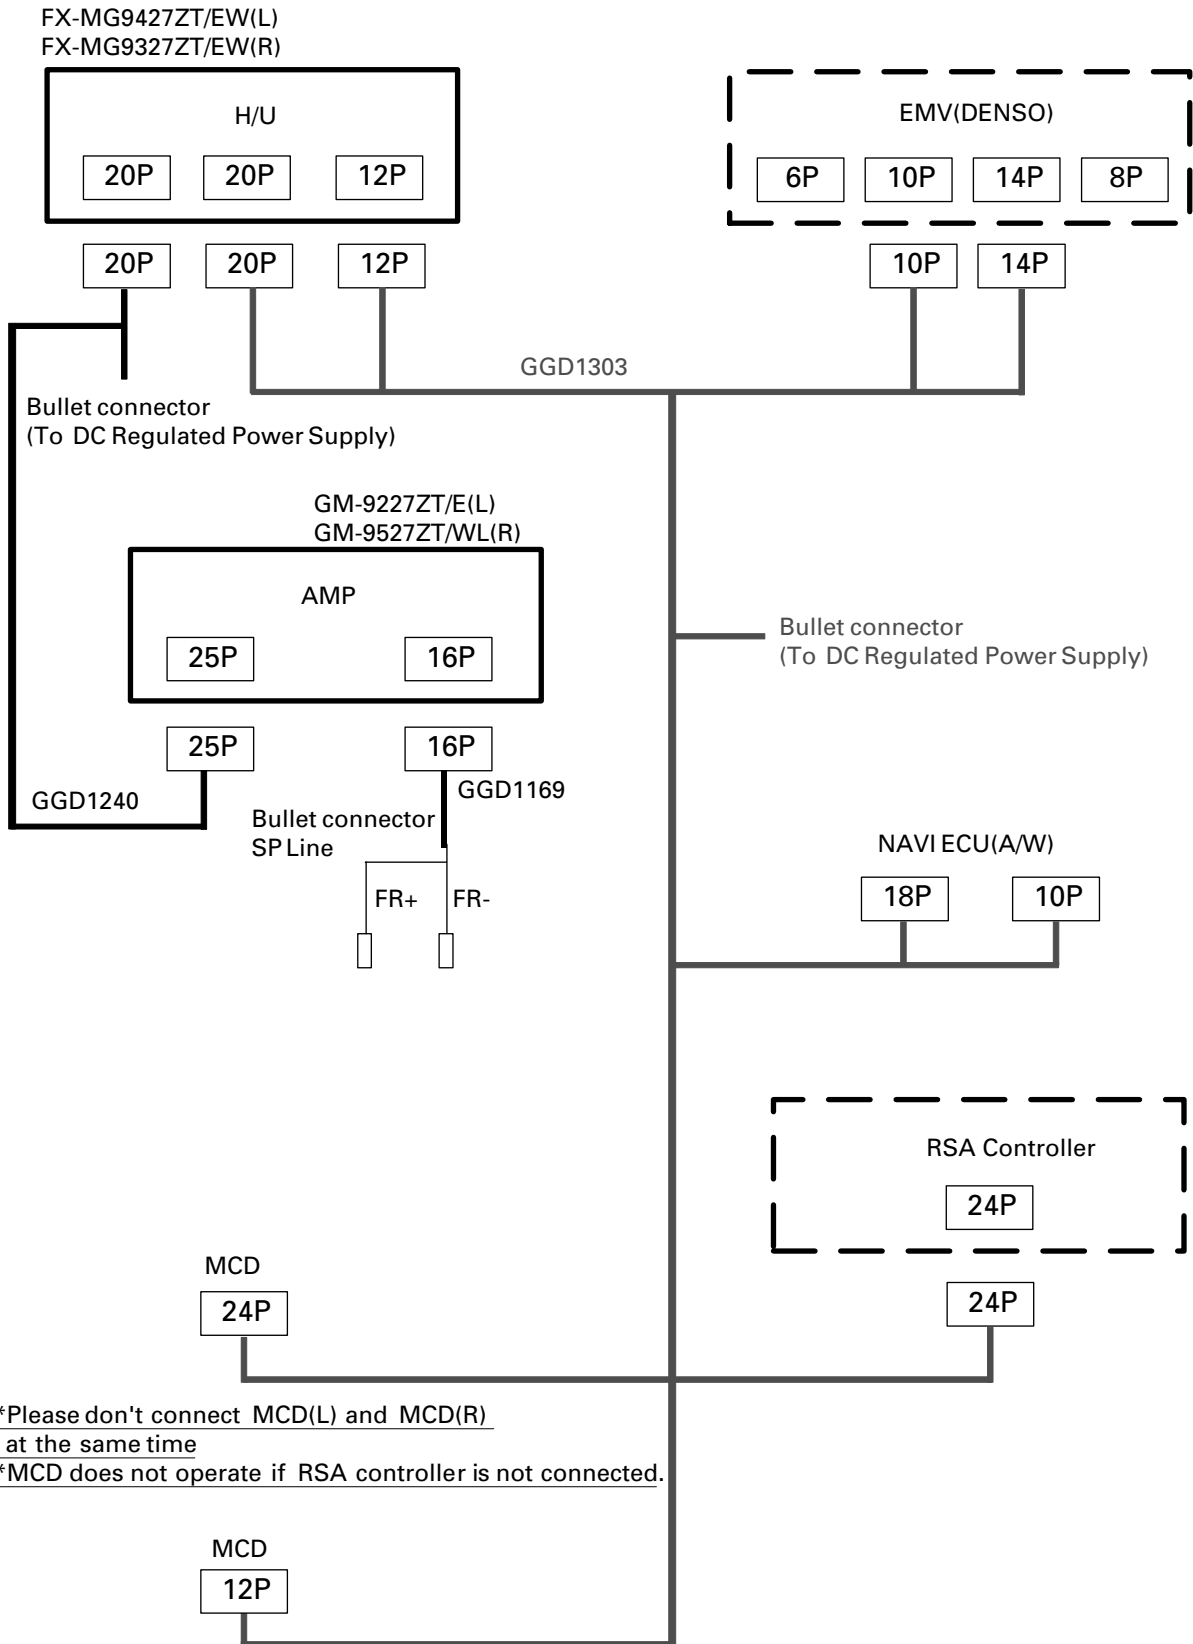 FX-MG9427ZT/EW(L)
FX-MG9327ZT/EW(R)
H/U
20P 20P 12P
20P 20P 12P
EMV(DENSO)
6P 10P 14P 8P
10P 14P
GGD1303
Bullet connector
(To DC Regulated Power Supply)
GM-9227ZT/E(L)
GM-9527ZT/WL(R)
AMP
25P 16P
25P 16P
GGD1240
GGD1169
Bullet connector
SP Line
FR+ FR-
Bullet connector
(To DC Regulated Power Supply)
NAVI ECU(A/W)
18P 10P
RSA Controller
24P
24P
MCD
24P
*Please don't connect MCD(L) and MCD(R)
at the same time
*MCD does not operate if RSA controller is not connected.
MCD
12P